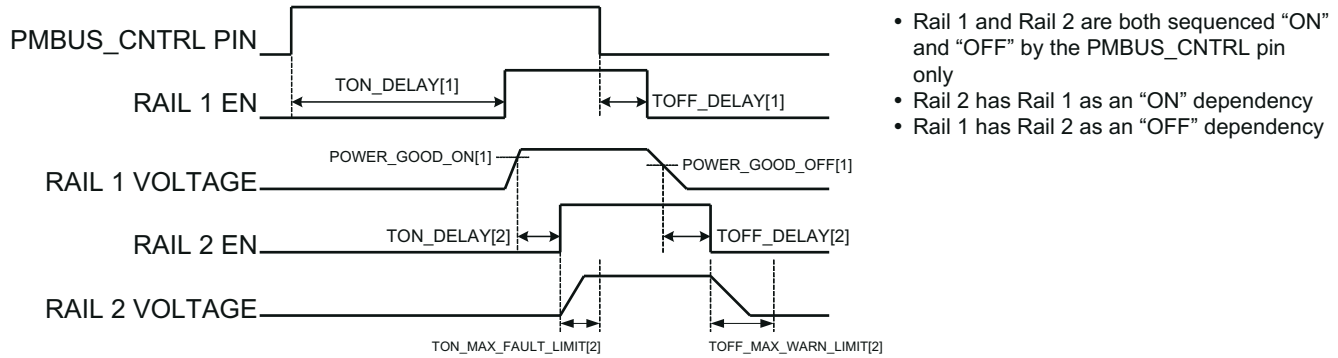 PMBUS_CNTRL PIN
RAIL 1 EN
TON_DELAY[1]
TOFF_DELAY[1]
POWER_GOOD_ON[1]
POWER_GOOD_OFF[1]
RAIL 1 VOLTAGE
RAIL 2 EN
TON_DELAY[2]
TOFF_DELAY[2]
RAIL 2 VOLTAGE
TON_MAX_FAULT_LIMIT[2]
TOFF_MAX_WARN_LIMIT[2]
• Rail 1 and Rail 2 are both sequenced “ON”
and “OFF” by the PMBUS_CNTRL pin
only
• Rail 2 has Rail 1 as an “ON” dependency
• Rail 1 has Rail 2 as an “OFF” dependency